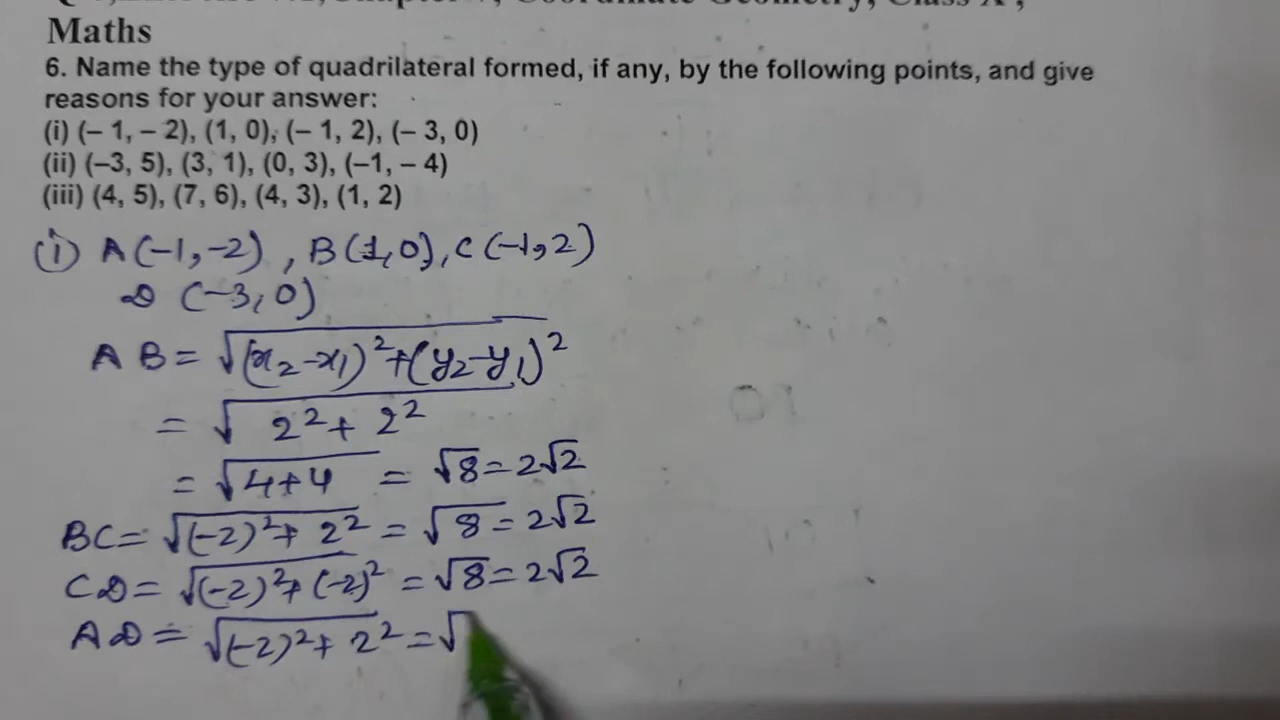 Maths
6. Name the type of quadrilateral formed, if any, by the following points, and give
reasons for your answer:
(i) (– 1, – 2), (1, 0), (– 1, 2), (– 3, 0)
(ii) (–3, 5), (3, 1), (0, 3), (–1, – 4)
(iii) (4, 5), (7, 6), (4, 3), (1, 2)
(i) A(-1,-2), B(1,0), C(-1,2)
D (-3,0)
AB = √(x₂-x₁)²+(y₂-y₁)²
= √2²+2²
= √4+4 = √8 = 2√2
BC = √(-2)²+2² = √8 = 2√2
CD = √(-2)²+(-2)² = √8 = 2√2
AD = √(-2)²+2² = √